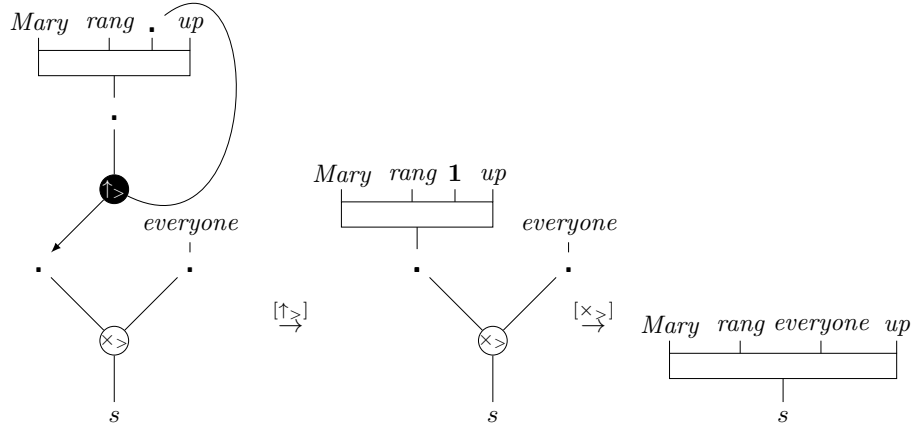 Mary rang . up
.
↑>
everyone
. .
×>
s
[↑>]
→
Mary rang 1 up
everyone
. .
×>
s
[×>]
→
Mary rang everyone up
s